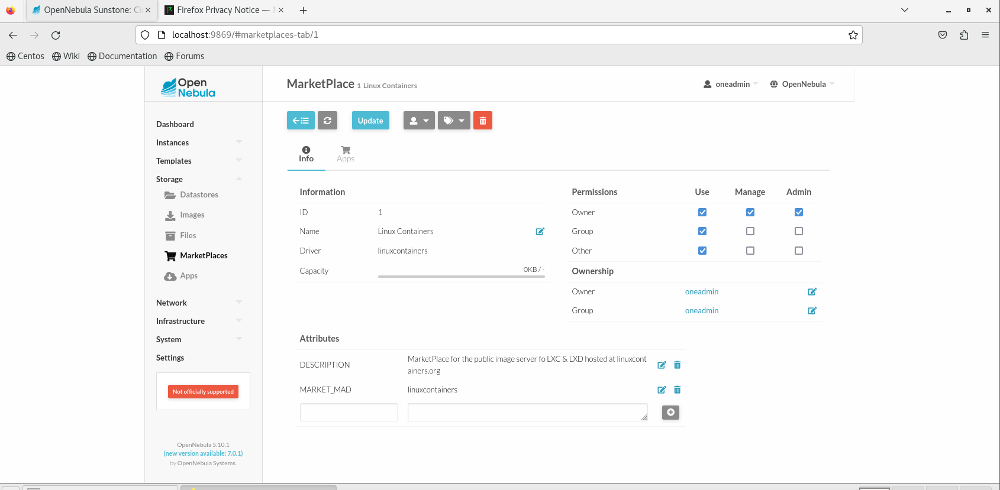 OpenNebula Sunstone: Cl
Firefox Privacy Notice —
localhost:9869/#marketplaces-tab/1
Centos Wiki Documentation Forums
Open
Nebula
MarketPlace 1 Linux Containers
oneadmin OpenNebula
Update
Dashboard
Instances
Templates
Storage
Datastores
Images
Files
MarketPlaces
Apps
Network
Infrastructure
System
Settings
Not officially supported
OpenNebula 5.10.1
(new version available: 7.0.1)
by OpenNebula Systems.
Info Apps
Information
ID 1
Name Linux Containers
Driver linuxcontainers
Capacity 0KB / -
Permissions Use Manage Admin
Owner
Group
Other
Ownership
Owner oneadmin
Group oneadmin
Attributes
DESCRIPTION MarketPlace for the public image server fo LXC & LXD hosted at linuxcont
ainers.org
MARKET_MAD linuxcontainers